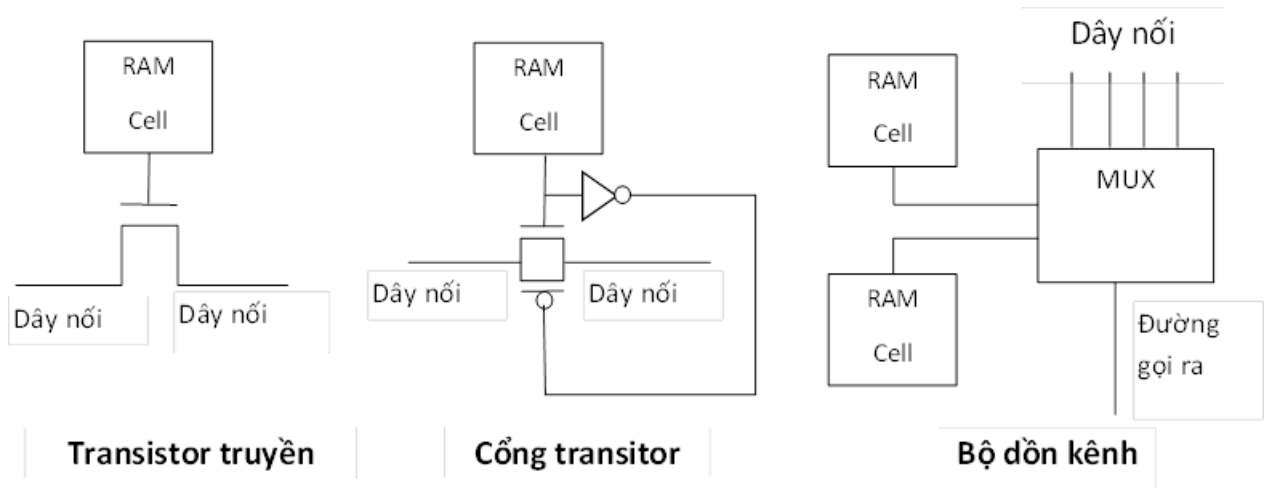 RAM
Cell
Dây nối
Dây nối
Transistor truyền
RAM
Cell
Dây nối
Dây nối
Cổng transitor
Dây nối
RAM
Cell
MUX
RAM
Cell
Đường
gọi ra
Bộ dồn kênh